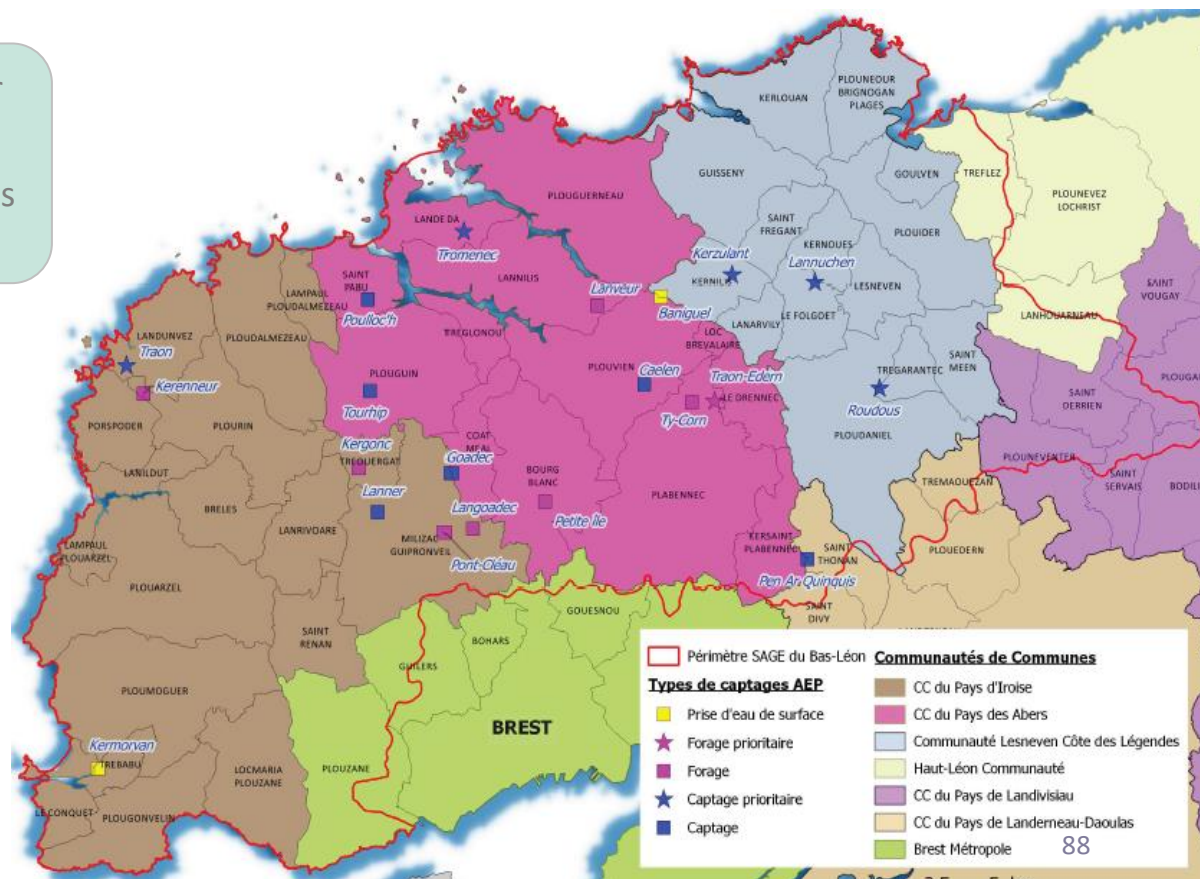 s
KERLOUAN
PLOUNEOUR
BRIGNOGAN
PLAGES
GUISSENY
GOULVEN
TREFLEZ
PLOUNEVEZ
LOCHRIST
PLOUGUERNEAU
LANDEDA
Tromenec
LANNILIS
SAINT
FREGANT
PLOUIDER
KERNOUES
Kerzulant
KERNILIS
Lannuchen
LESNEVEN
SAINT
VOUGAY
SAINT
PABU
Poulloc'h
LAMPAUL
PLOUDALMEZEAU
Lanveur
Baniguel
LANARVILY
LE FOLGOET
LANHOUARNEAU
LANDUNVEZ
PLOUDALMEZEAU
TREGLONOU
LOC
BREVALAIRE
Traon
Kerenneur
PLOUGUIN
PLOUVIEN
Caelen
Traon-Edern
LE DRENNEC
TREGARANTEC
SAINT
MEEN
SAINT
DERRIEN
PLOUGA
Tourhip
Ty-Corn
Roudous
PORSPODER
PLOURIN
PLOUDANIEL
Kergonc
TREOUERGAT
COAT
MEAL
LANILDUT
Goadec
BOURG
BLANC
PLABENNEC
PLOUNEVENTER
SAINT
SERVAIS
BODILI
TREMAOUEZAN
BRELES
LANRIVOARE
Lanner
Langoadec
Petite île
MILIZAC
GUIPRONVEL
Pont-Cléau
KERSAINT
PLABENNEC
SAINT
THONAN
PLOUEDERN
LAMPAUL
PLOUARZEL
PLOUARZEL
Pen Ar Quinquis
SAINT
DIVY
GOUESNOU
SAINT
RENAN
BOHARS
GUILERS
PLOUMOGUER
BREST
Kermorvan
TREBABU
PLOUZANE
LOCMARIA
PLOUZANE
LE CONQUET
PLOUGONVELIN
Périmètre SAGE du Bas-Léon
Types de captages AEP
Prise d'eau de surface
Forage prioritaire
Forage
Captage prioritaire
Captage
Communautés de Communes
CC du Pays d'Iroise
CC du Pays des Abers
Communauté Lesneven Côte des Légendes
Haut-Léon Communauté
CC du Pays de Landivisiau
CC du Pays de Landerneau-Daoulas
Brest Métropole
88